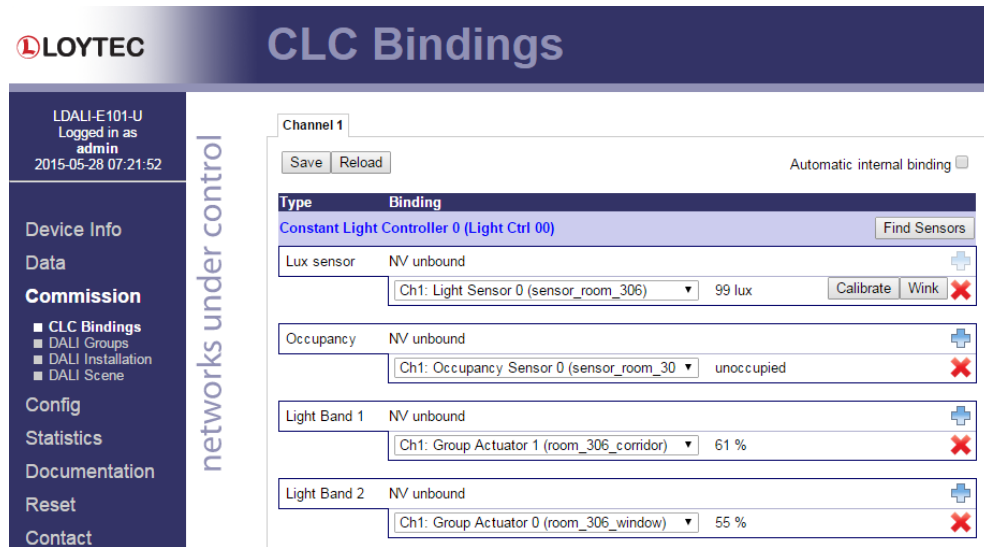 LOYTEC
CLC Bindings
LDALI-E101-U
Logged in as
admin
2015-05-28 07:21:52
Device Info
Data
Commission
CLC Bindings
DALI Groups
DALI Installation
DALI Scene
Config
Statistics
Documentation
Reset
Contact
networks under control
Channel 1
Save Reload Automatic internal binding
Type Binding
Constant Light Controller 0 (Light Ctrl 00) Find Sensors
Lux sensor NV unbound
Ch1: Light Sensor 0 (sensor_room_306) 99 lux Calibrate Wink
Occupancy NV unbound
Ch1: Occupancy Sensor 0 (sensor_room_30 unoccupied
Light Band 1 NV unbound
Ch1: Group Actuator 1 (room_306_corridor) 61 %
Light Band 2 NV unbound
Ch1: Group Actuator 0 (room_306_window) 55 %